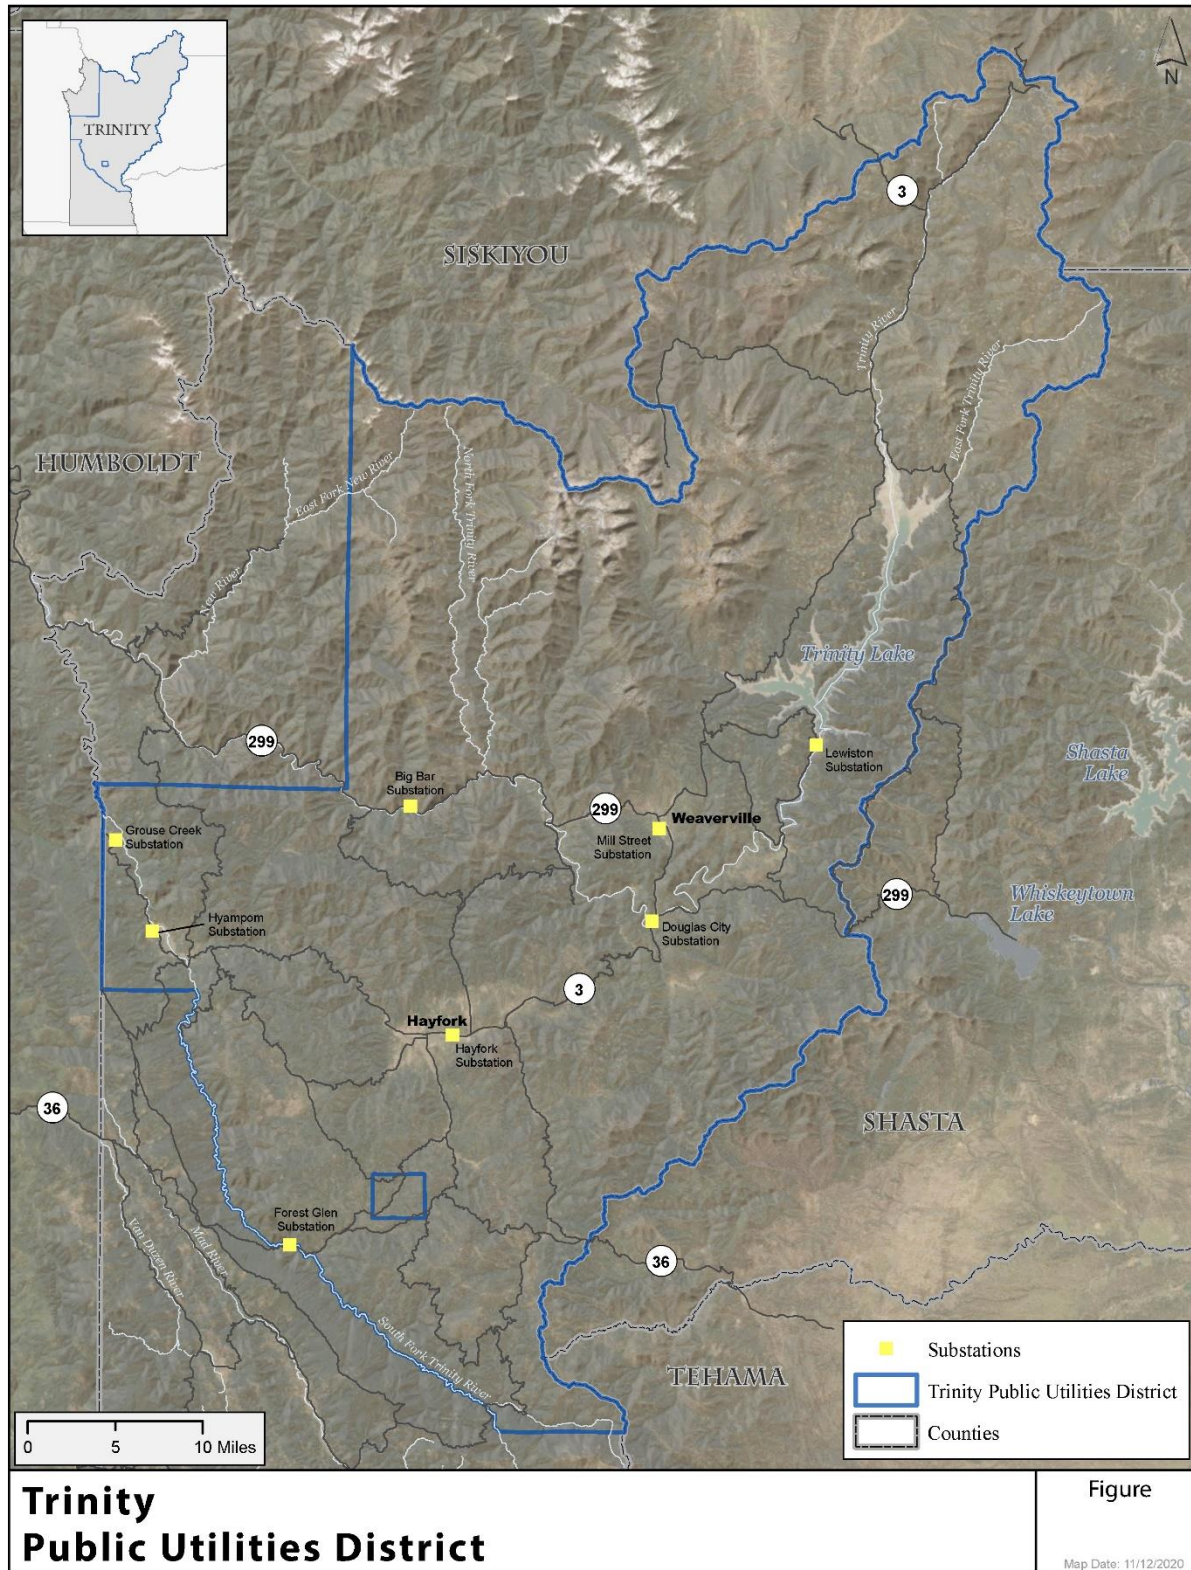 TRINITY
N
3
SISKIYOU
Trinity River
East Fork Trinity River
HUMBOLDT
East Fork New River
North Fork Trinity River
New River
Trinity Lake
299
Lewiston
Substation
Shasta
Lake
Big Bar
Substation
299
Weaverville
Mill Street
Substation
Grouse Creek
Substation
299
Whiskeytown
Lake
Hyampom
Substation
Douglas City
Substation
3
Hayfork
Hayfork
Substation
36
SHASTA
Forest Glen
Substation
Van Duzen River
Mad River
36
South Fork Trinity River
TEHAMA
Substations
Trinity Public Utilities District
Counties
0 5 10 Miles
Trinity
Public Utilities District
Figure
Map Date: 11/12/2020